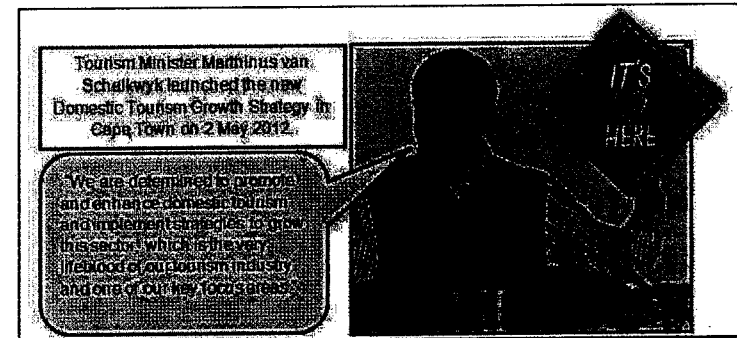 Tourism Minister Marthinus van
Schalkwyk launched the new
Domestic Tourism Growth Strategy in
Cape Town on 2 May 2012.
"We are determined to promote
and enhance domestic tourism
and implement strategies to grow
this sector, which is the very
lifeblood of our tourism industry
and one of our key focus areas."
IT'S
HERE